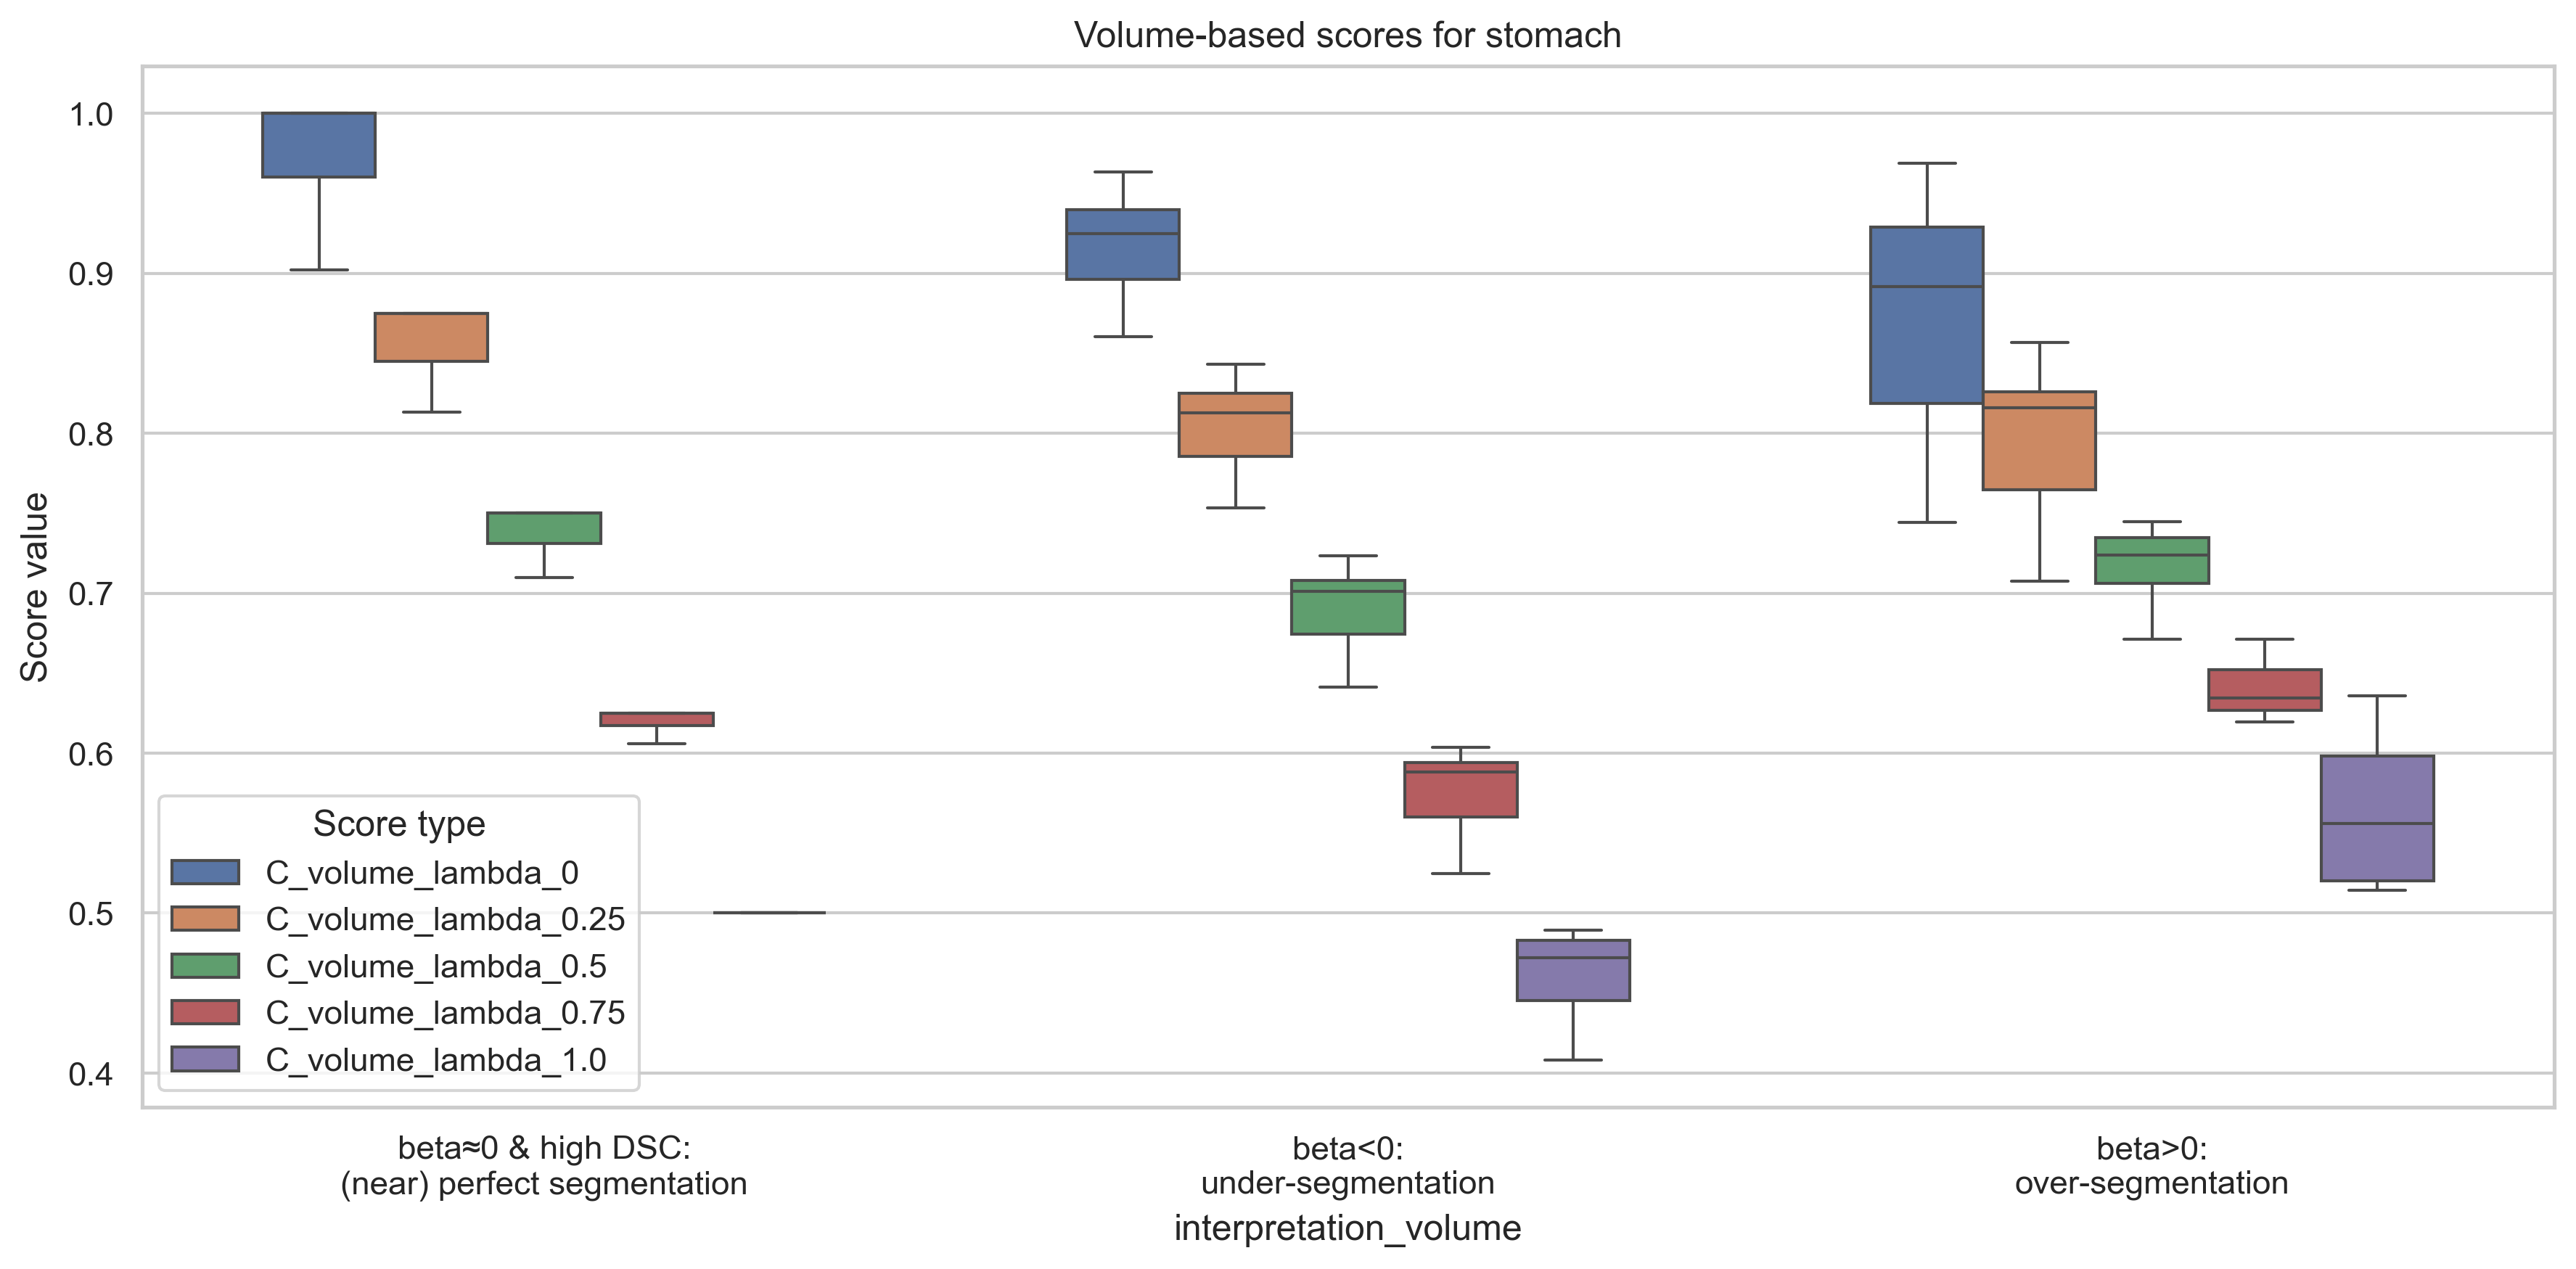 Volume-based scores for stomach
Score value
1.0
0.9
0.8
0.7
0.6
0.5
0.4
Score type
C_volume_lambda_0
C_volume_lambda_0.25
C_volume_lambda_0.5
C_volume_lambda_0.75
C_volume_lambda_1.0
beta≈0 & high DSC:
(near) perfect segmentation
beta<0:
under-segmentation
beta>0:
over-segmentation
interpretation_volume